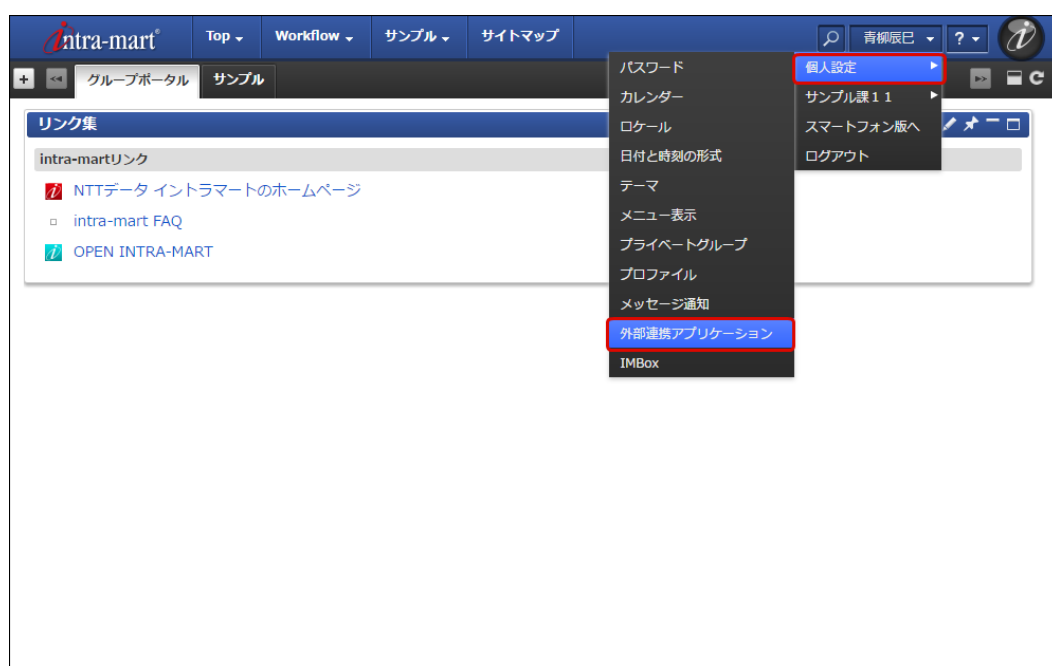 intra-mart Top Workflow サンプル サイトマップ 青柳辰巳 ?
グループポータル サンプル
リンク集
intra-martリンク
NTTデータ イントラマートのホームページ
intra-mart FAQ
OPEN INTRA-MART
個人設定
サンプル課11
スマートフォン版へ
ログアウト
パスワード
カレンダー
ロケール
日付と時刻の形式
テーマ
メニュー表示
プライベートグループ
プロファイル
メッセージ通知
外部連携アプリケーション
IMBox